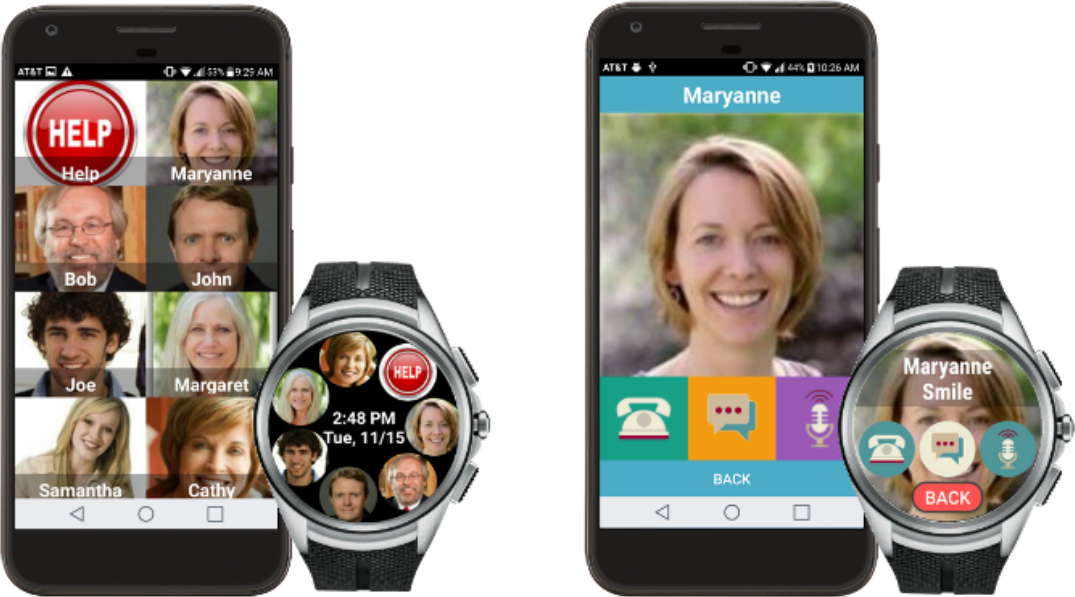 AT&T 53% 9:29 AM
HELP
Help
Maryanne
Bob
John
Joe
Margaret
Samantha
Cathy
HELP
2:48 PM
Tue, 11/15
AT&T 44% 10:26 AM
Maryanne
BACK
Maryanne
Smile
BACK